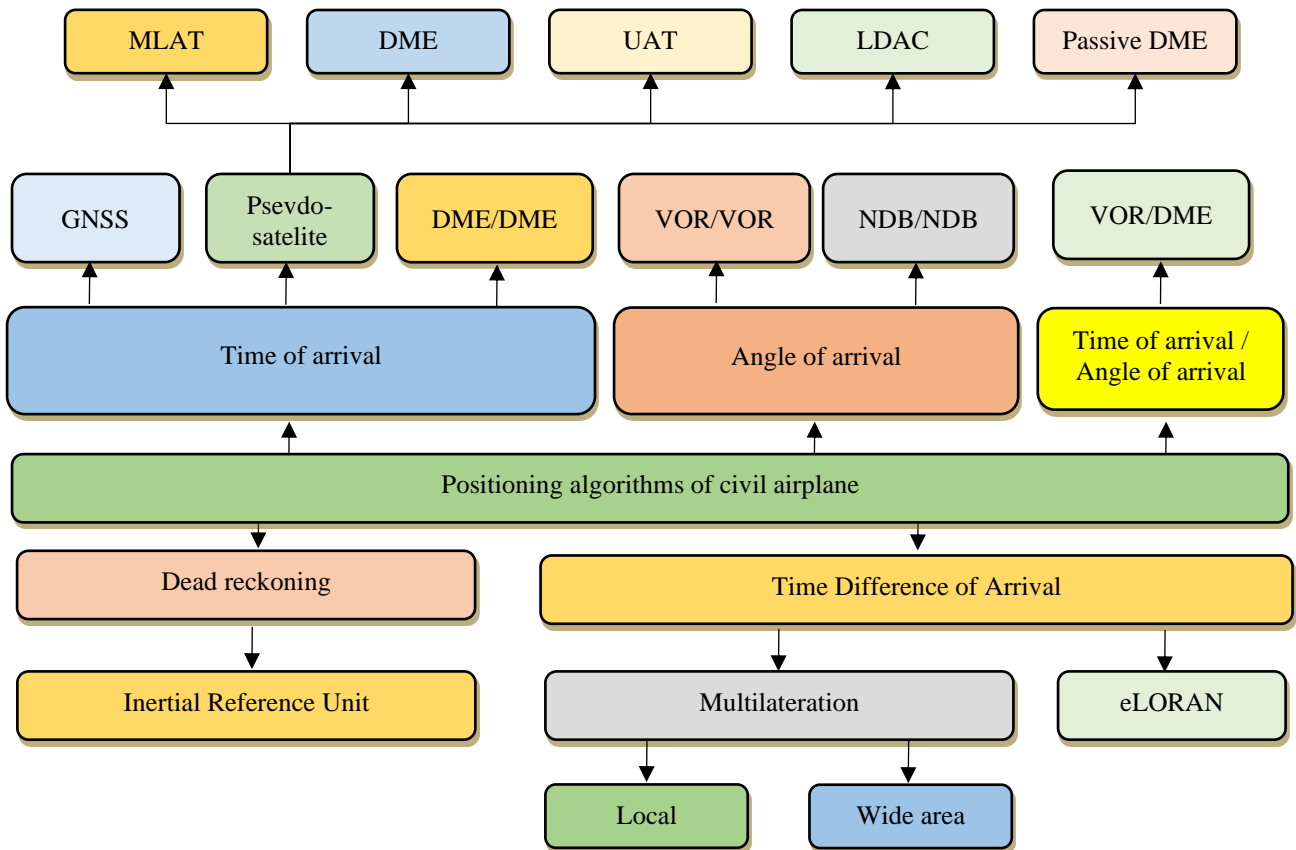 MLAT
DME
UAT
LDAC
Passive DME
GNSS
Psevdo-
satelite
DME/DME
VOR/VOR
NDB/NDB
VOR/DME
Time of arrival
Angle of arrival
Time of arrival /
Angle of arrival
Positioning algorithms of civil airplane
Dead reckoning
Time Difference of Arrival
Inertial Reference Unit
Multilateration
eLORAN
Local
Wide area